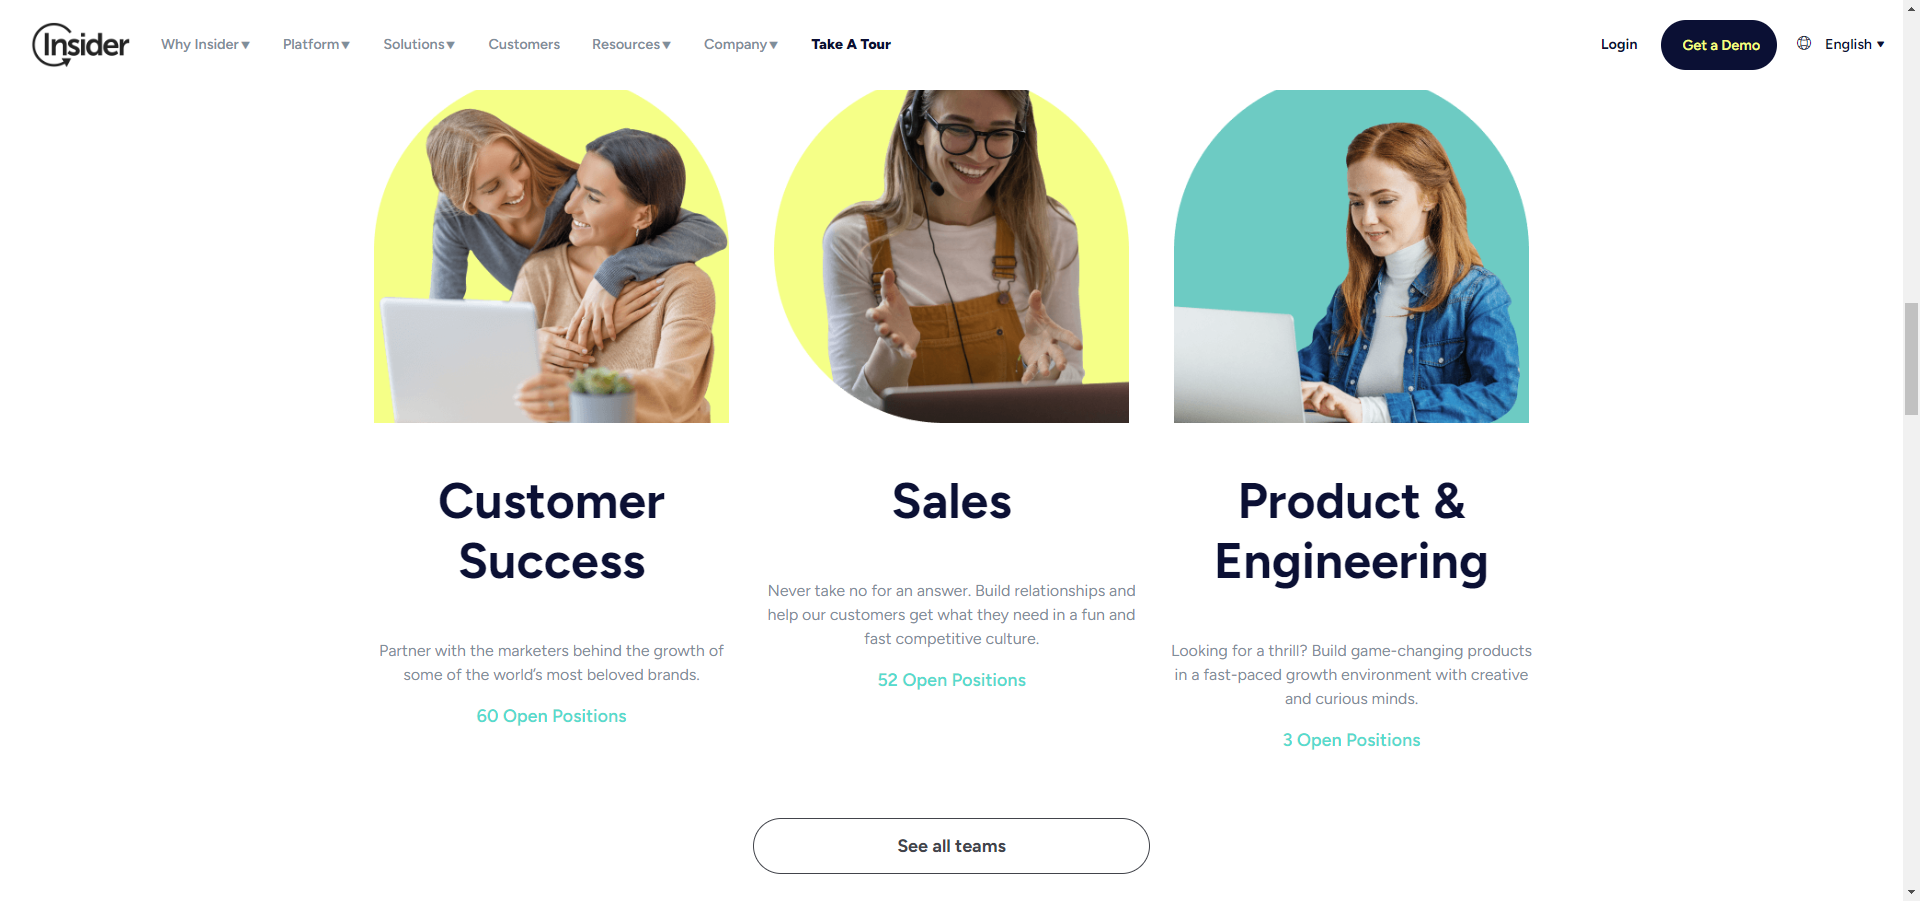 Insider
Why Insider▼ Platform▼ Solutions▼ Customers Resources▼ Company▼ Take A Tour Login Get a Demo English ▼
Customer
Success
Partner with the marketers behind the growth of
some of the world’s most beloved brands.
60 Open Positions
Sales
Never take no for an answer. Build relationships and
help our customers get what they need in a fun and
fast competitive culture.
52 Open Positions
Product &
Engineering
Looking for a thrill? Build game-changing products
in a fast-paced growth environment with creative
and curious minds.
3 Open Positions
See all teams